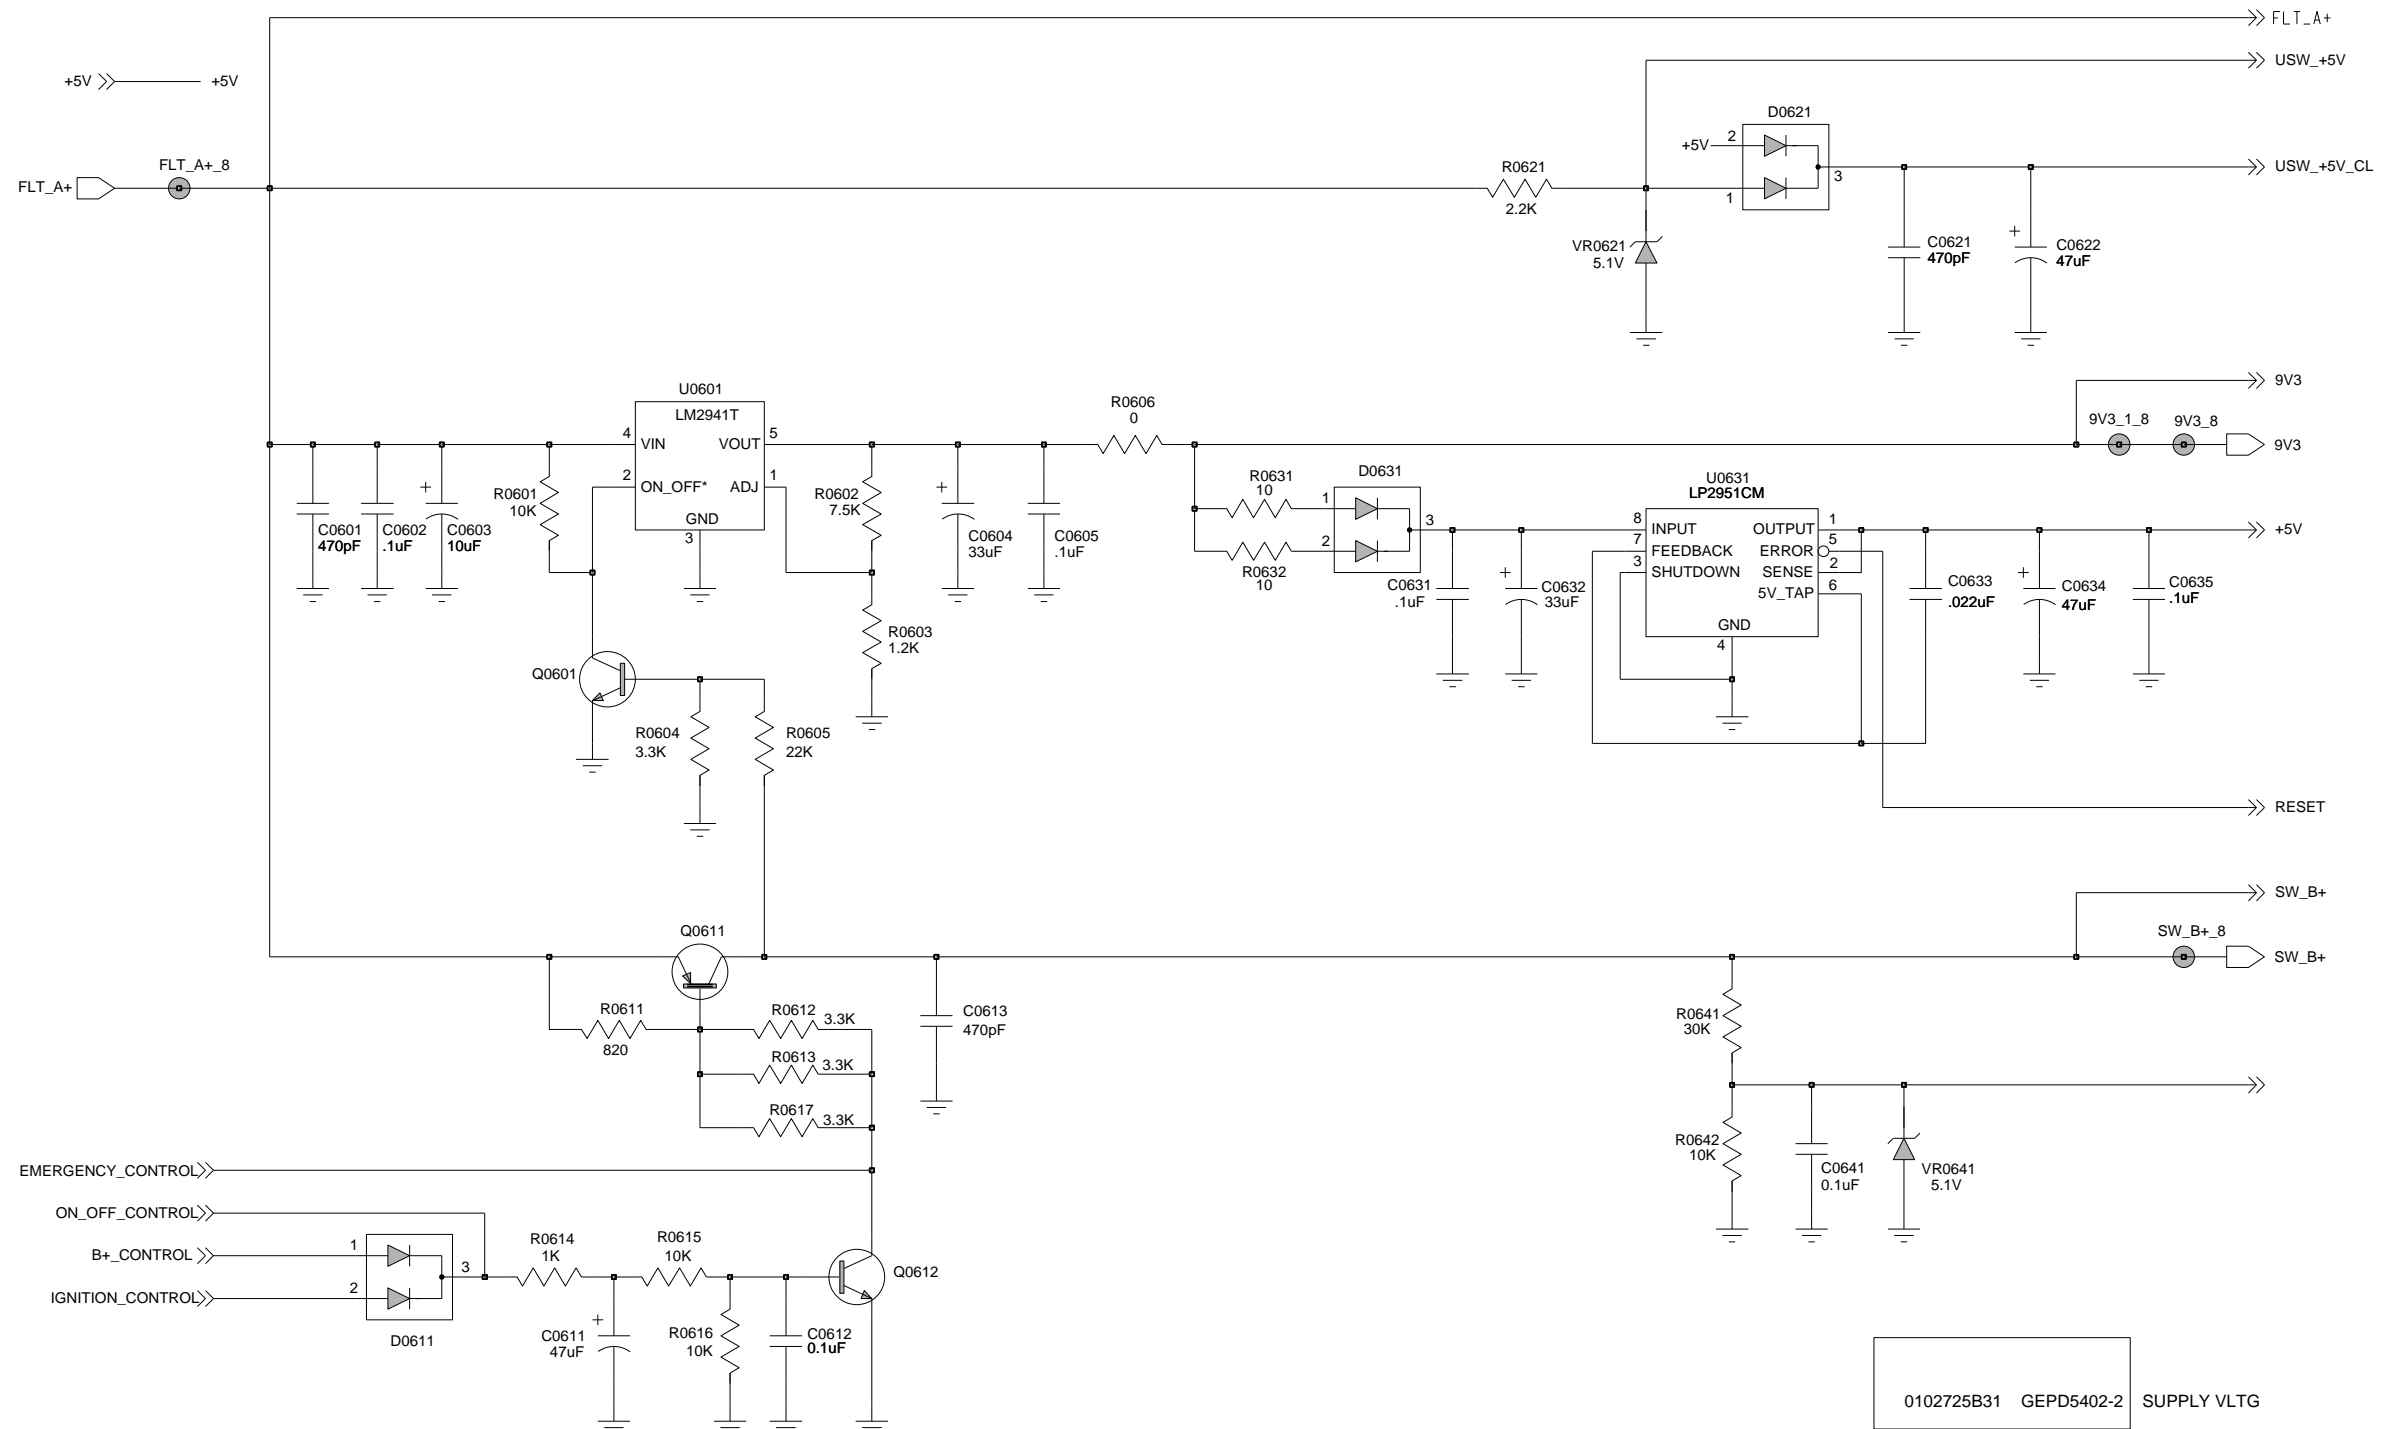 FLT_A+
USW_+5V
+5V
+5V
D0621
+5V
2
1
3
USW_+5V_CL
FLT_A+
FLT_A+_8
R0621
2.2K
VR0621
5.1V
C0621
470pF
C0622
47uF
U0601
LM2941T
4
VIN
VOUT
5
2
ON_OFF*
ADJ
1
GND
3
R0606
0
9V3
9V3_1_8
9V3_8
9V3
C0601
470pF
C0602
.1uF
C0603
10uF
R0601
10K
R0602
7.5K
R0603
1.2K
C0604
33uF
C0605
.1uF
R0631
10
R0632
10
D0631
1
2
3
C0631
.1uF
C0632
33uF
U0631
LP2951CM
8
INPUT
OUTPUT
1
7
FEEDBACK
ERROR
5
3
SHUTDOWN
SENSE
2
5V_TAP
6
GND
4
+5V
C0633
.022uF
C0634
47uF
C0635
.1uF
Q0601
R0604
3.3K
R0605
22K
RESET
Q0611
SW_B+
SW_B+_8
SW_B+
R0611
820
R0612
3.3K
R0613
3.3K
R0617
3.3K
C0613
470pF
R0641
30K
R0642
10K
C0641
0.1uF
VR0641
5.1V
EMERGENCY_CONTROL
ON_OFF_CONTROL
B+_CONTROL
IGNITION_CONTROL
1
2
3
D0611
R0614
1K
R0615
10K
C0611
47uF
R0616
10K
C0612
0.1uF
Q0612
0102725B31 GEPD5402-2 SUPPLY VLTG